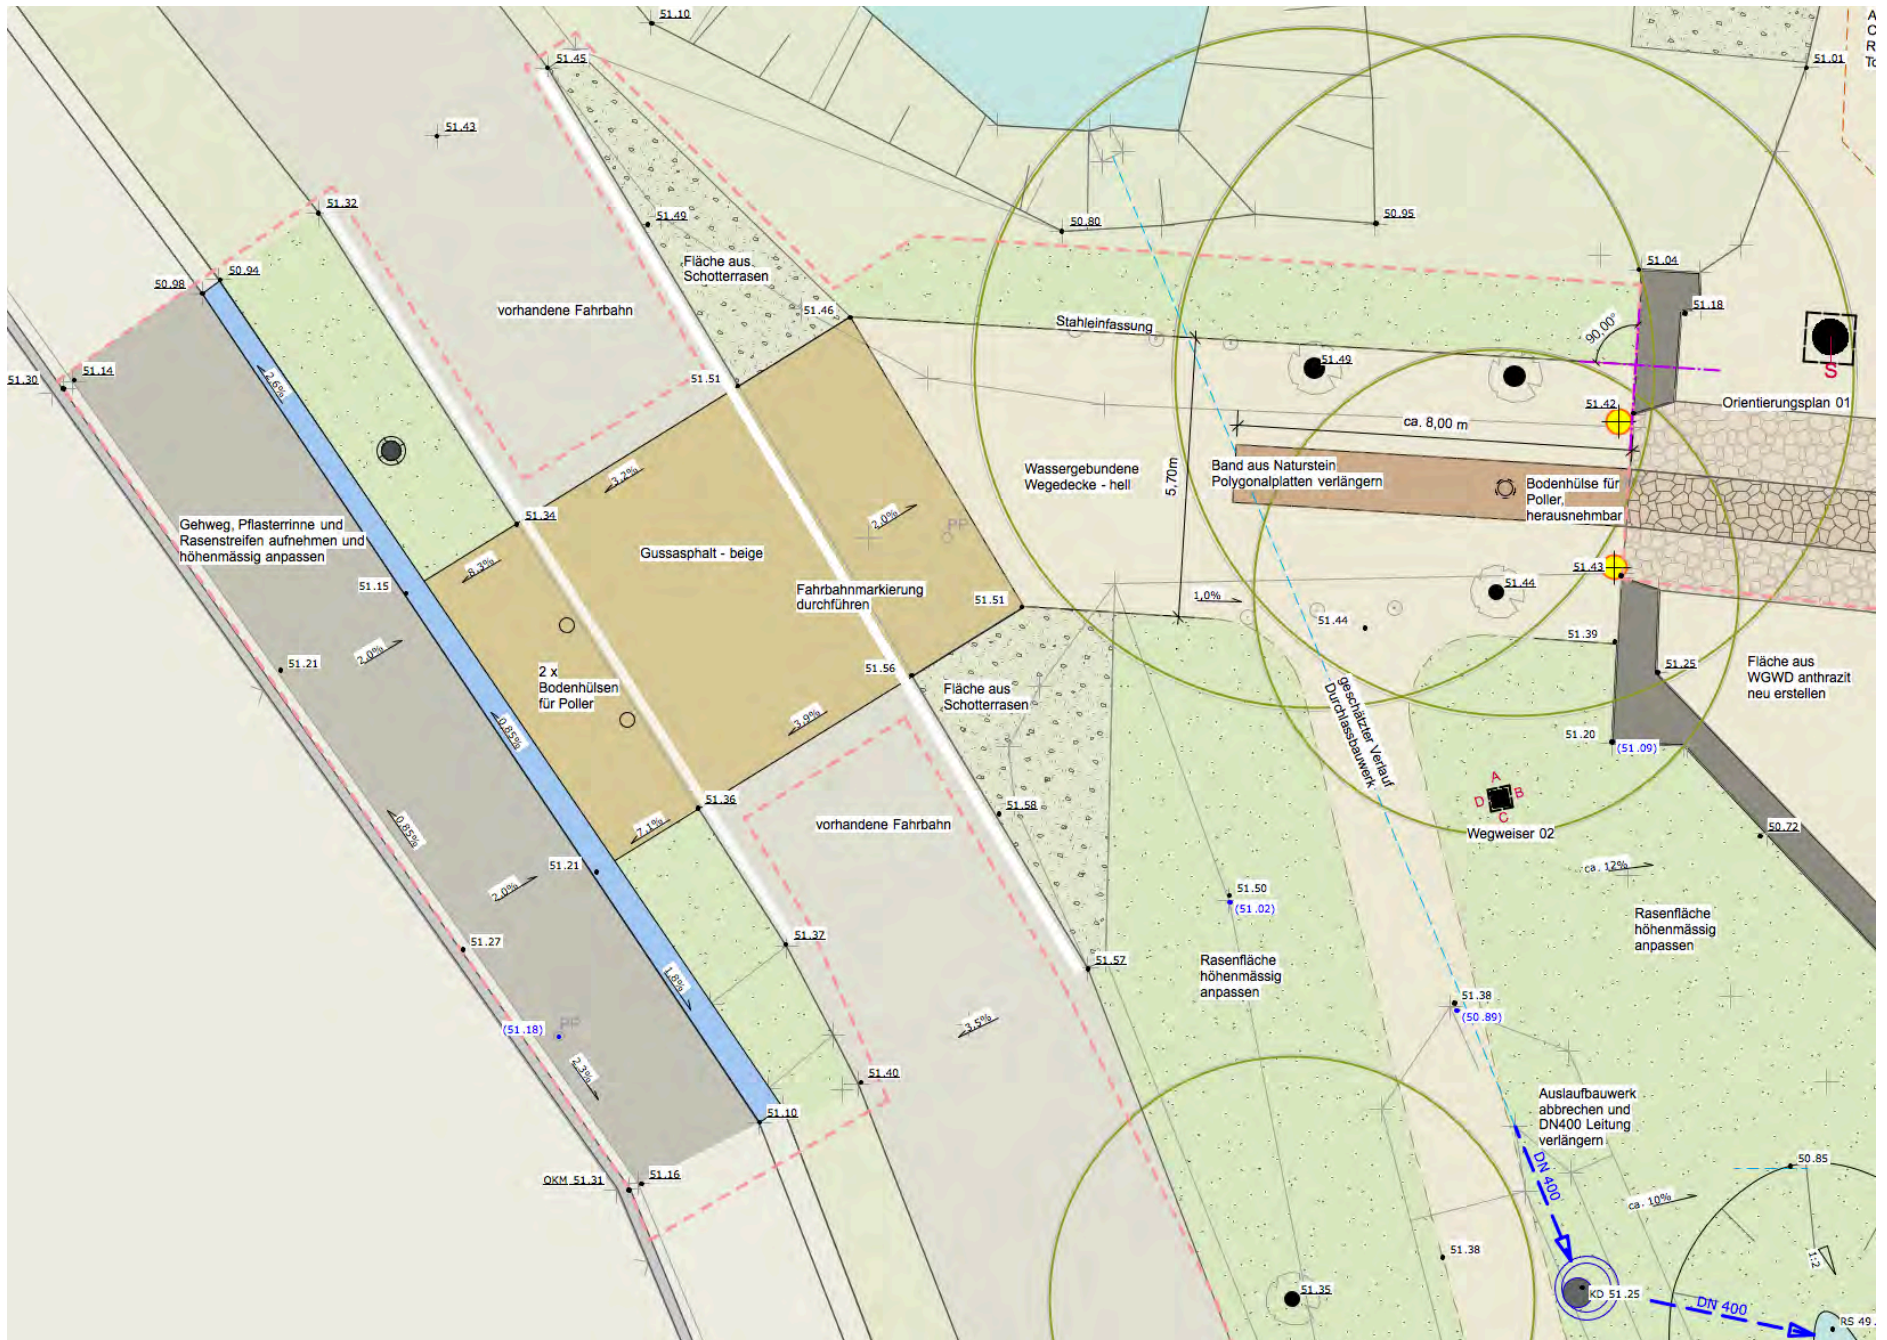 51.10
51.45
51.01
A
C
R
To
51.43
51.32
51.49
50.80
50.95
Fläche aus
Schotterrasen
50.94
50.98
51.04
51.18
vorhandene Fahrbahn
51.46
Stahleinfassung
90,00°
51.30
51.14
2,6%
51.51
51.49
S
51.42
Orientierungsplan 01
ca. 8,00 m
3,2%
Wassergebundene
Wegedecke - hell
5,70m
Band aus Naturstein
Polygonalplatten verlängern
Bodenhülse für
Poller,
herausnehmbar
51.34
2,0%
PP
Gehweg, Pflasterrinne und
Rasenstreifen aufnehmen und
höhenmässig anpassen
Gussasphalt - beige
8,3%
51.43
51.15
Fahrbahnmarkierung
durchführen
51.51
1,0%
51.44
51.44
51.39
2,0%
51.21
51.56
2 x
Bodenhülsen
für Poller
Fläche aus
Schotterrasen
51.25
Fläche aus
WGWD anthrazit
neu erstellen
geschätzter Verlauf
Durchlassbauwerk
0,85%
3,9%
51.20
(51.09)
A
D
B
C
Wegweiser 02
51.36
51.58
0,85%
7,1%
vorhandene Fahrbahn
50.72
51.21
2,0%
ca. 12%
51.50
(51.02)
Rasenfläche
höhenmässig
anpassen
51.27
51.37
51.57
Rasenfläche
höhenmässig
anpassen
1,8%
51.38
(50.89)
(51.18)
PP
3,5%
2,3%
51.40
51.10
Auslaufbauwerk
abbrechen und
DN400 Leitung
verlängern
OKM 51.31
51.16
50.85
DN 400
ca. 10%
51.38
1:2
51.35
KD 51.25
DN 400
RS 49.